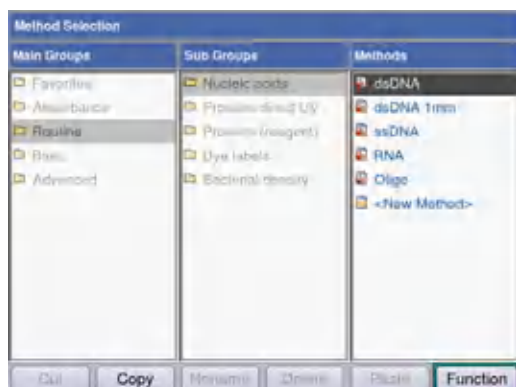 Method Selection
Main Groups
Sub Groups
Methods
Favorites
Absorbance
Routine
Basic
Advanced
Nucleic acids
Proteins direct UV
Proteins (reagent)
Dye labels
Bacterial density
dsDNA
dsDNA 1mm
ssDNA
RNA
Oligo
<New Method>
Cut
Copy
Rename
Delete
Paste
Function